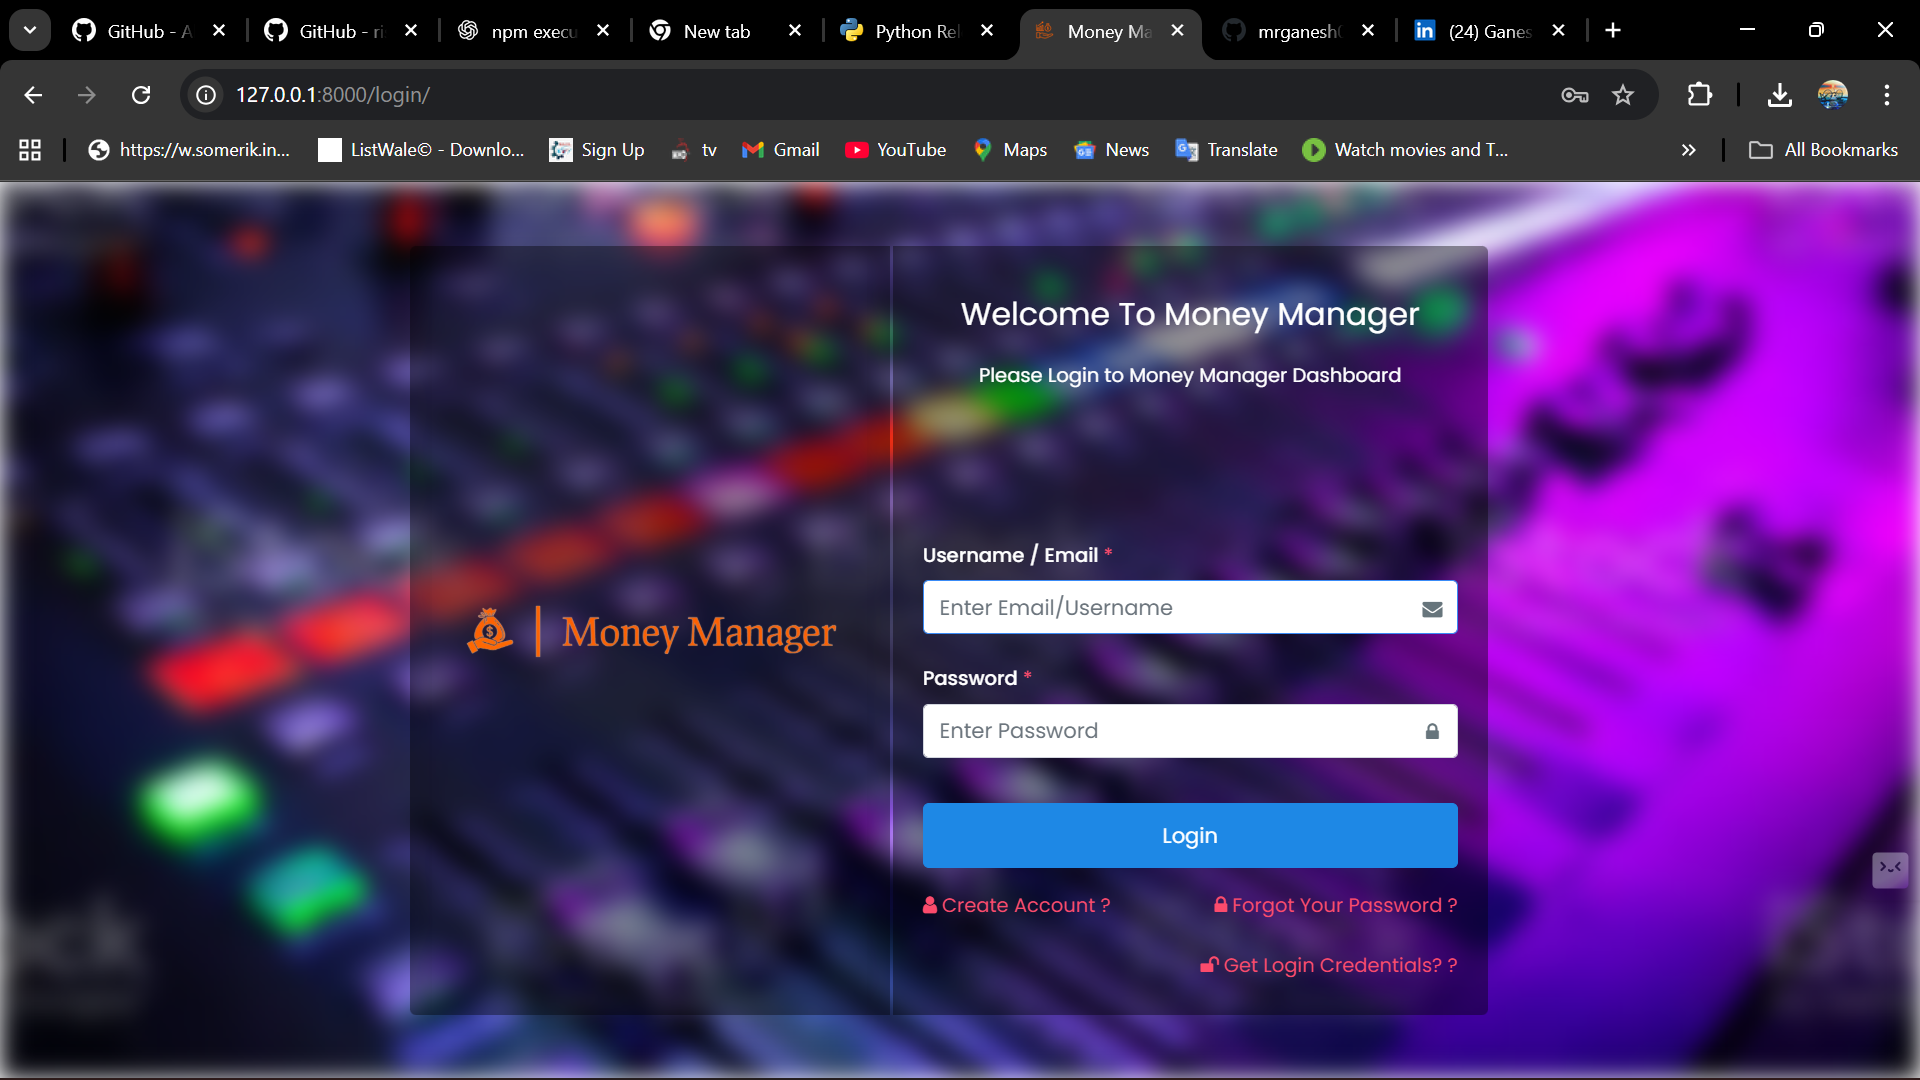 GitHub - A
GitHub - ri
npm execu
New tab
Python Rel
Money Ma
mrganesh
(24) Ganes
127.0.0.1:8000/login/
https://w.somerik.in...
ListWale© - Downlo...
Sign Up
tv
Gmail
YouTube
Maps
News
Translate
Watch movies and T...
All Bookmarks
Welcome To Money Manager
Please Login to Money Manager Dashboard
Username / Email *
Enter Email/Username
Money Manager
Password *
Enter Password
Login
Create Account ?
Forgot Your Password ?
Get Login Credentials? ?